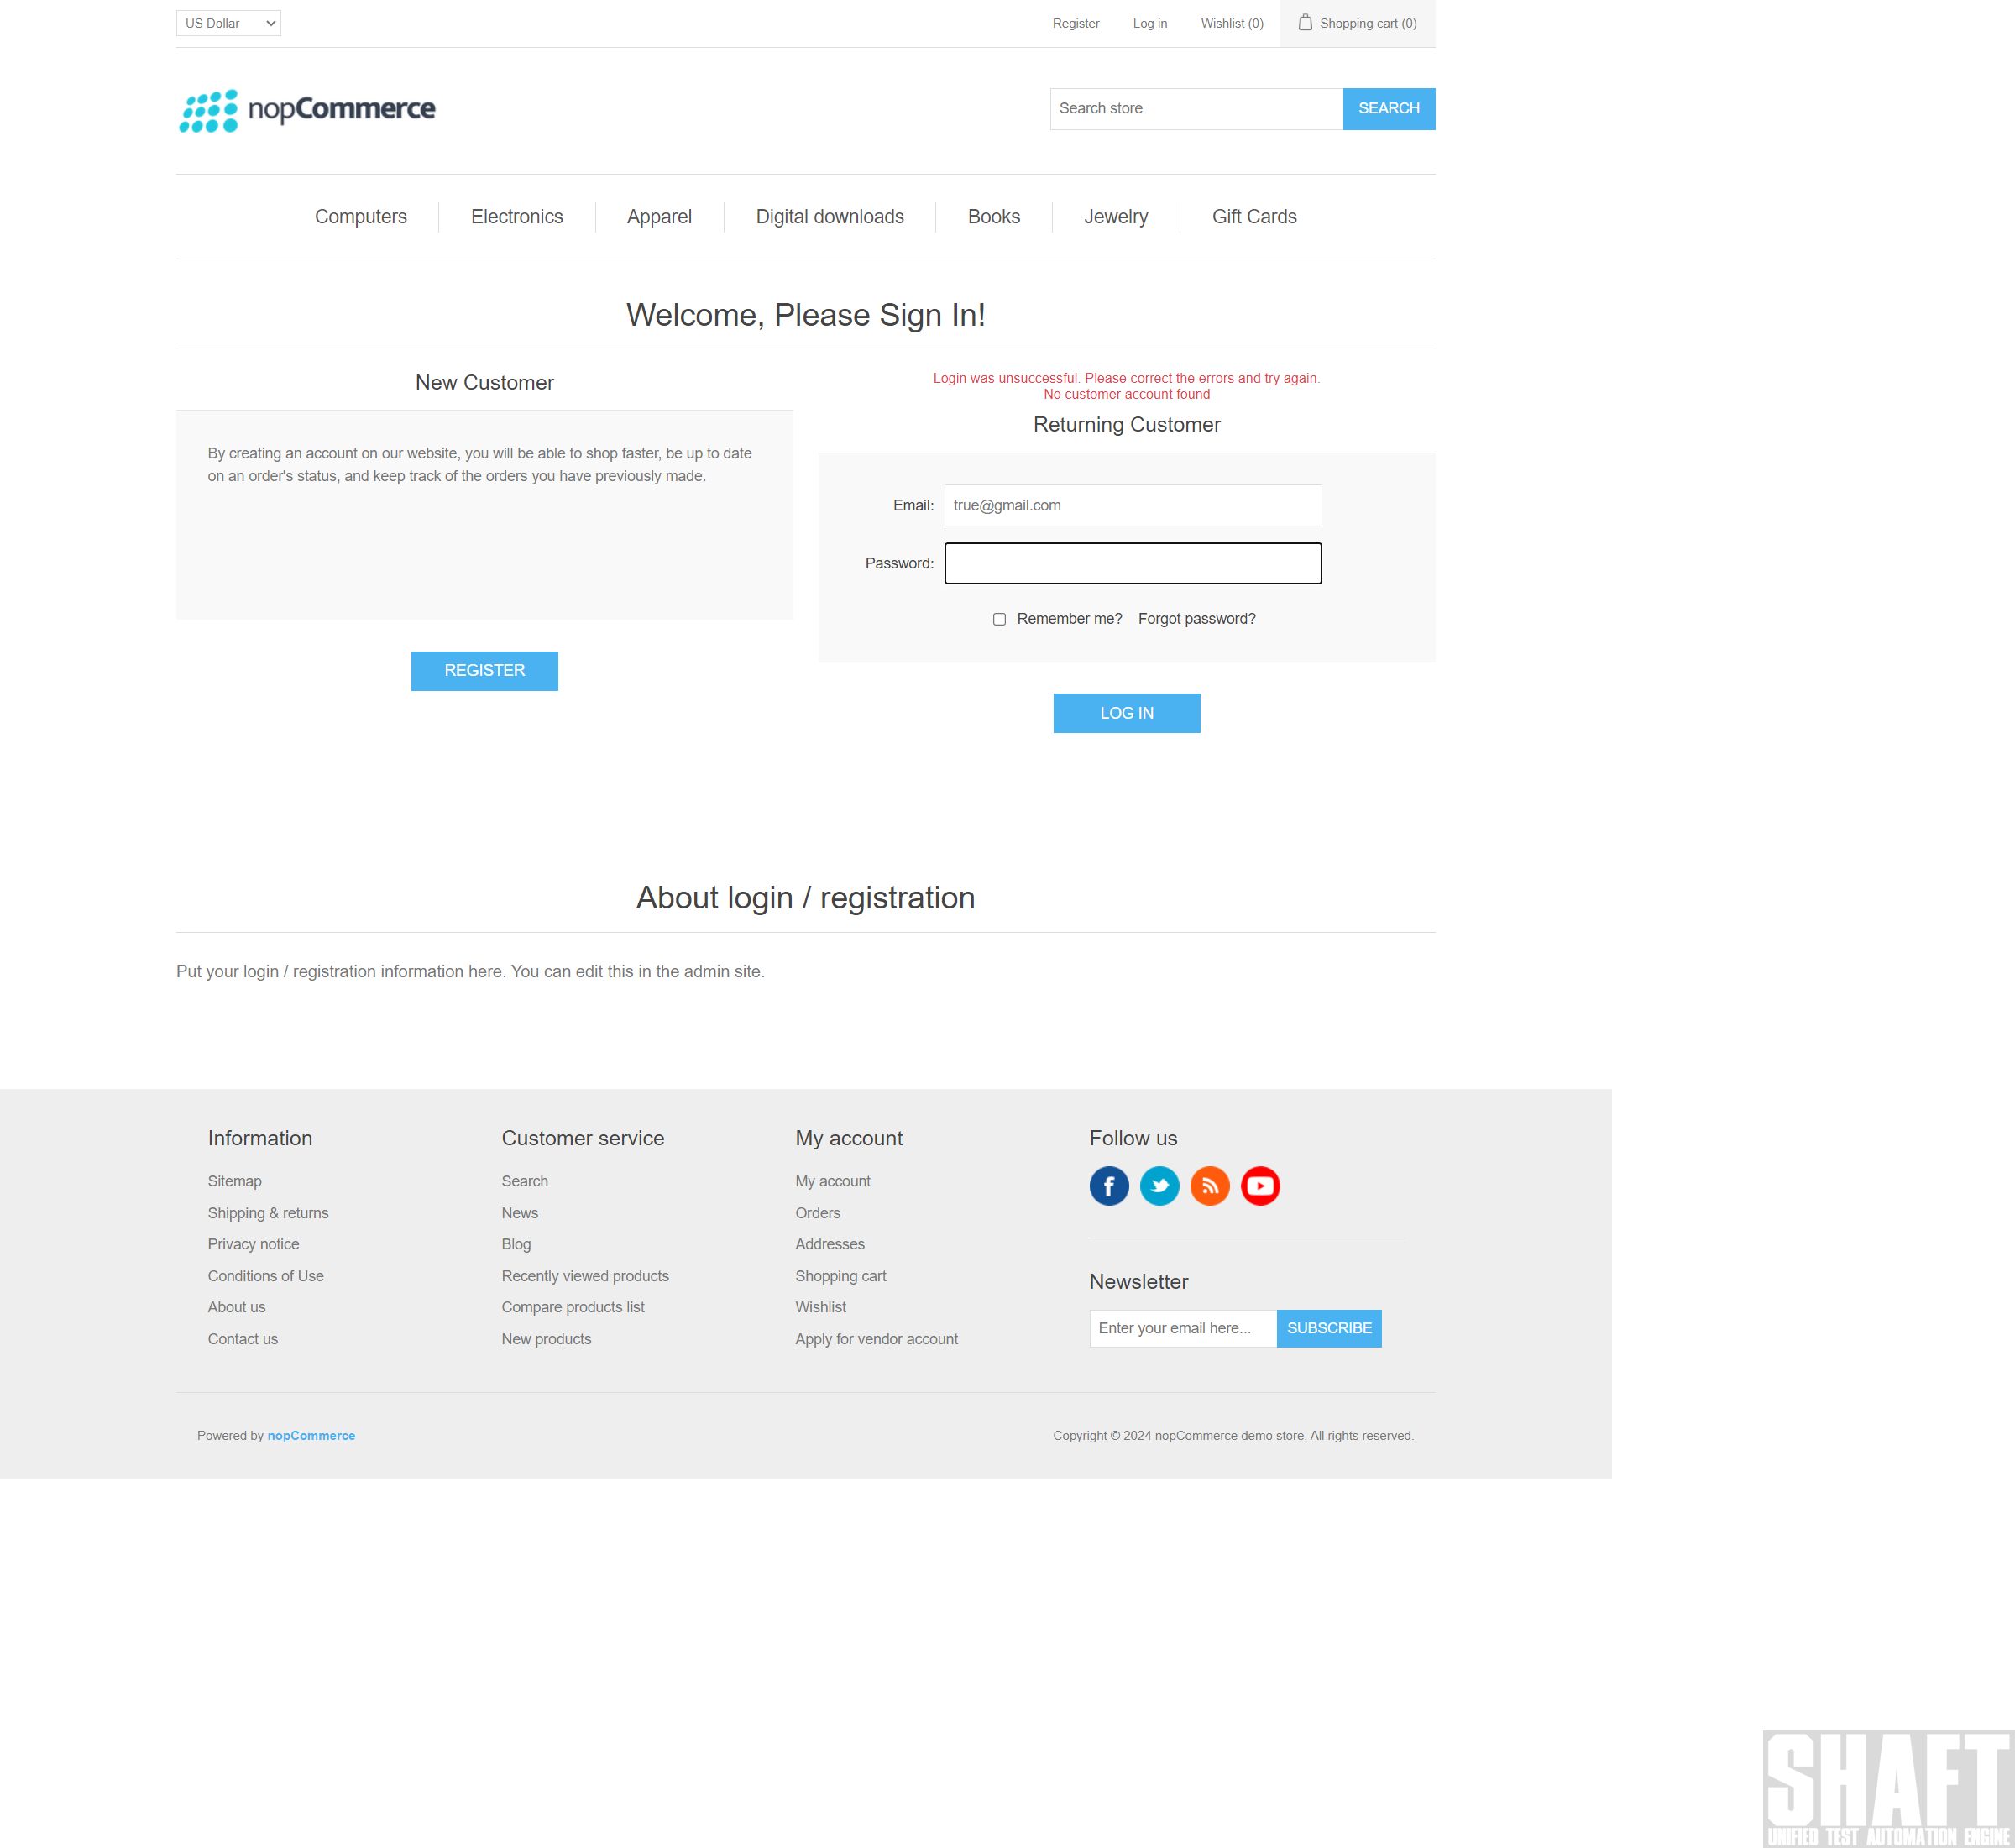 US Dollar
Register Log in Wishlist (0) Shopping cart (0)
nopCommerce
Search store SEARCH
Computers Electronics Apparel Digital downloads Books Jewelry Gift Cards
Welcome, Please Sign In!
New Customer
By creating an account on our website, you will be able to shop faster, be up to date
on an order's status, and keep track of the orders you have previously made.
REGISTER
Login was unsuccessful. Please correct the errors and try again.
No customer account found
Returning Customer
Email: true@gmail.com
Password:
Remember me? Forgot password?
LOG IN
About login / registration
Put your login / registration information here. You can edit this in the admin site.
Information
Sitemap
Shipping & returns
Privacy notice
Conditions of Use
About us
Contact us
Customer service
Search
News
Blog
Recently viewed products
Compare products list
New products
My account
My account
Orders
Addresses
Shopping cart
Wishlist
Apply for vendor account
Follow us
Newsletter
Enter your email here... SUBSCRIBE
Powered by nopCommerce
Copyright © 2024 nopCommerce demo store. All rights reserved.
SHAFT
UNIFIED TEST AUTOMATION ENGINE